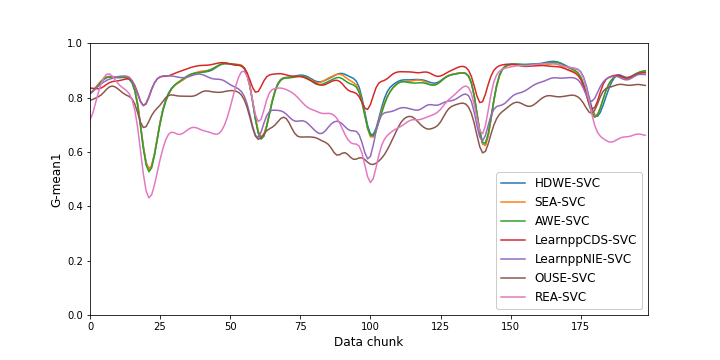 1.0
0.8
0.6
0.4
0.2
0.0
G-mean1
0 25 50 75 100 125 150 175
Data chunk
HDWE-SVC
SEA-SVC
AWE-SVC
LearnppCDS-SVC
LearnppNIE-SVC
OUSE-SVC
REA-SVC